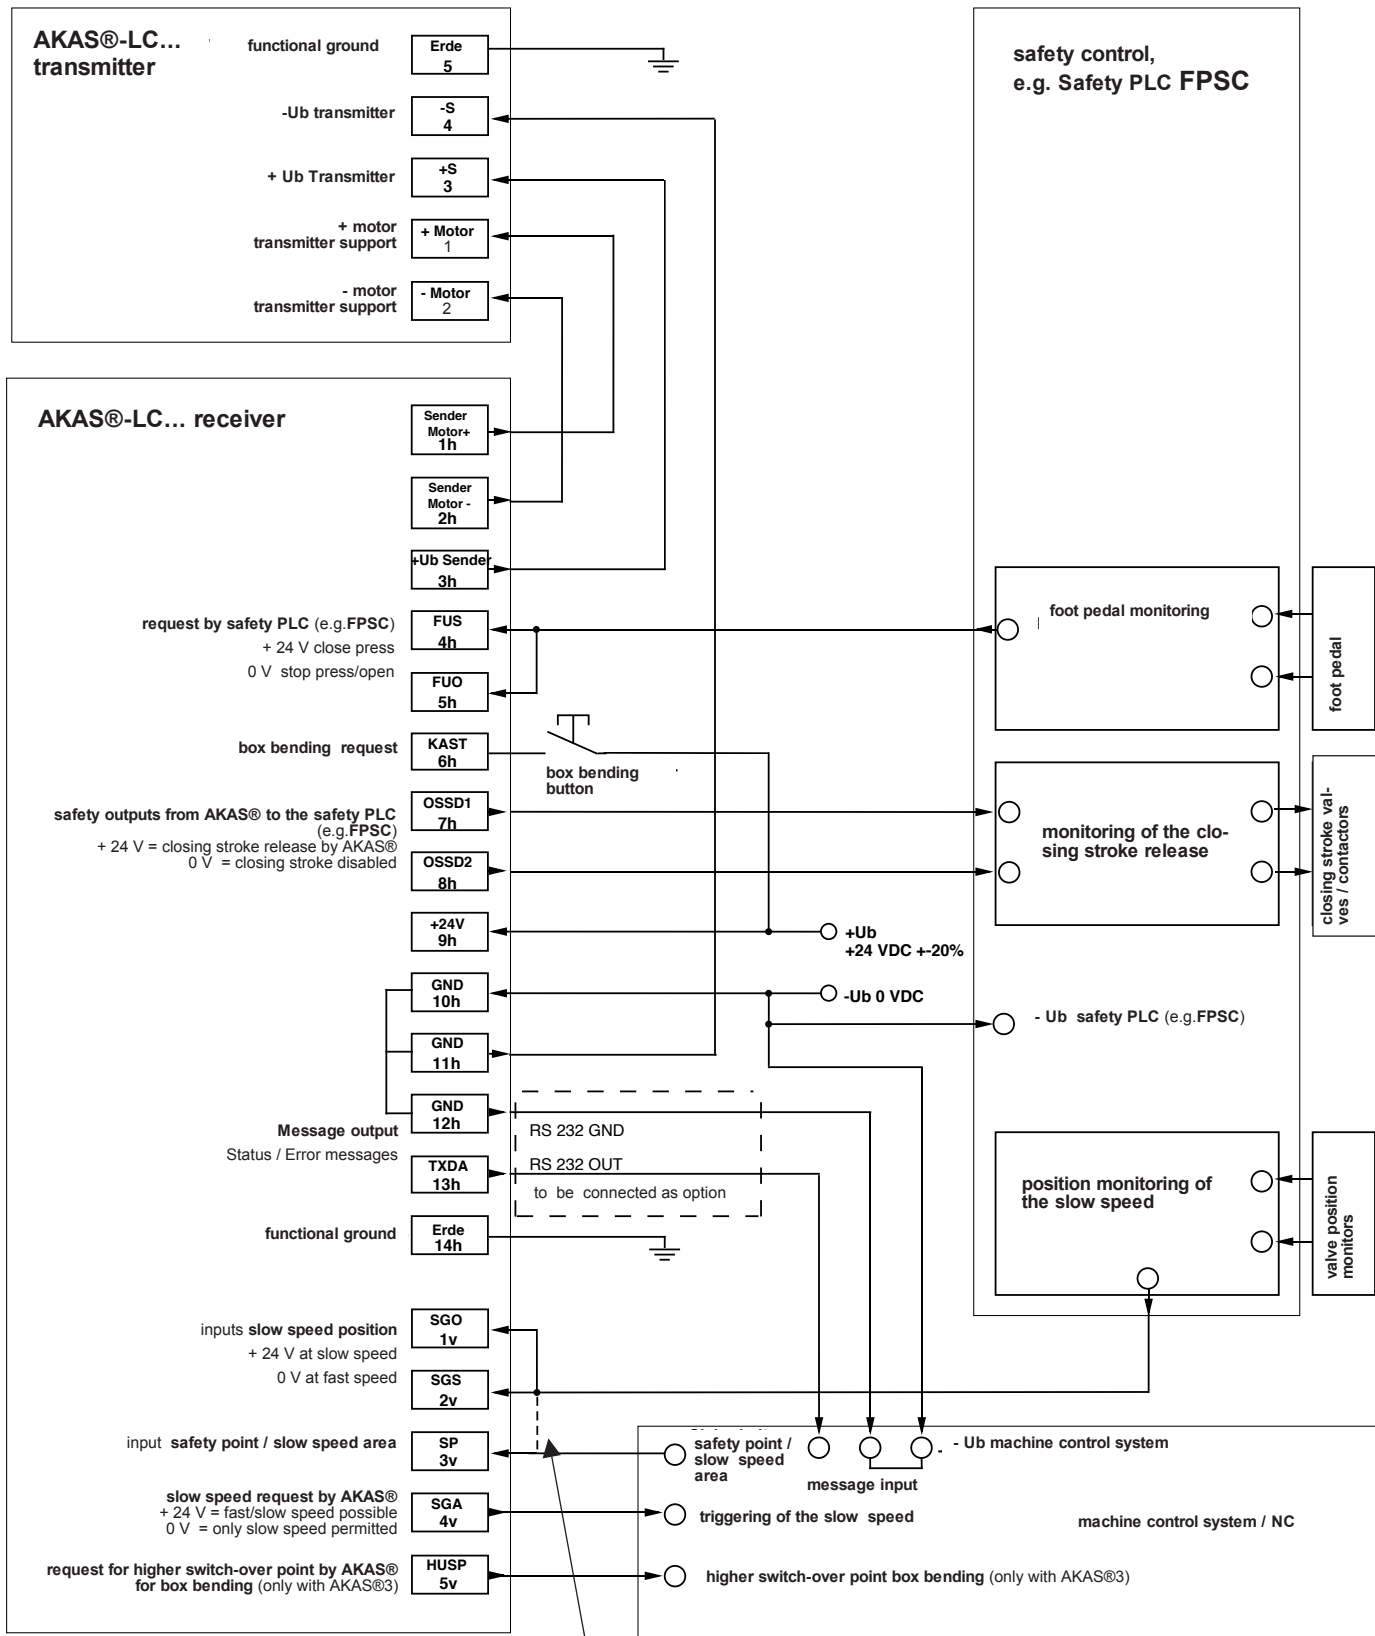 AKAS®-LC…
transmitter
functional ground
Erde
5
-Ub transmitter
-S
4
+ Ub Transmitter
+S
3
+ motor
transmitter support
+ Motor
1
- motor
transmitter support
- Motor
2
safety control,
e.g. Safety PLC FPSC
AKAS®-LC… receiver
Sender
Motor+
1h
Sender
Motor -
2h
+Ub Sender
3h
request by safety PLC (e.g.FPSC)
+ 24 V close press
0 V stop press/open
FUS
4h
FUO
5h
foot pedal monitoring
foot pedal
box bending request
KAST
6h
box bending
button
safety outputs from AKAS® to the safety PLC
(e.g.FPSC)
+ 24 V = closing stroke release by AKAS®
0 V = closing stroke disabled
OSSD1
7h
OSSD2
8h
monitoring of the clo-
sing stroke release
closing stroke val-
ves / contactors
+24V
9h
+Ub
+24 VDC +-20%
GND
10h
-Ub 0 VDC
- Ub safety PLC (e.g.FPSC)
GND
11h
GND
12h
Message output
Status / Error messages
TXDA
13h
RS 232 GND
RS 232 OUT
to be connected as option
functional ground
Erde
14h
position monitoring of
the slow speed
valve position
monitors
inputs slow speed position
+ 24 V at slow speed
0 V at fast speed
SGO
1v
SGS
2v
input safety point / slow speed area
SP
3v
safety point /
slow speed
area
message input
- Ub machine control system
slow speed request by AKAS®
+ 24 V = fast/slow speed possible
0 V = only slow speed permitted
SGA
4v
triggering of the slow speed
machine control system / NC
request for higher switch-over point by AKAS®
for box bending (only with AKAS®3)
HUSP
5v
higher switch-over point box bending (only with AKAS®3)